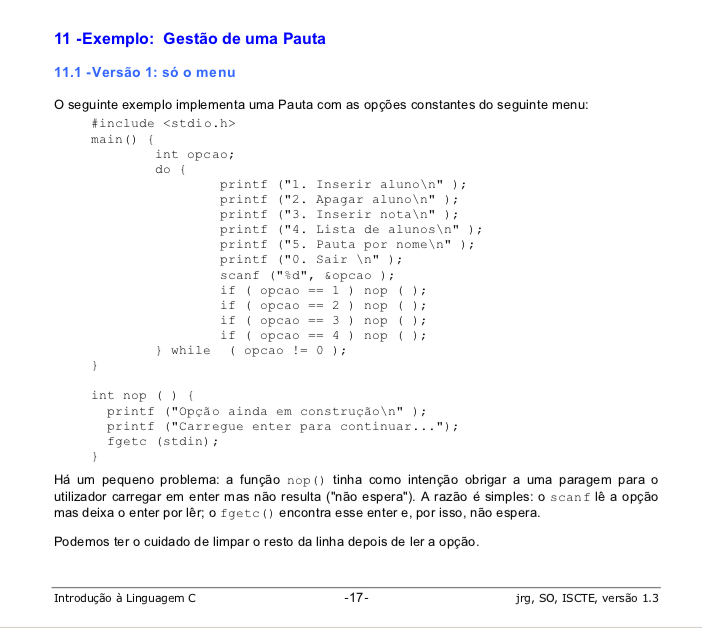 11 -Exemplo:  Gestão de uma Pauta
11.1 -Versão 1: só o menu
O seguinte exemplo implementa uma Pauta com as opções constantes do seguinte menu:
#include <stdio.h>
main() {
        int opcao;
        do {
                printf ("1. Inserir aluno\n" );
                printf ("2. Apagar aluno\n" );
                printf ("3. Inserir nota\n" );
                printf ("4. Lista de alunos\n" );
                printf ("5. Pauta por nome\n" );
                printf ("0. Sair \n" );
                scanf ("%d", &opcao );
                if ( opcao == 1 ) nop ( );
                if ( opcao == 2 ) nop ( );
                if ( opcao == 3 ) nop ( );
                if ( opcao == 4 ) nop ( );
        } while  ( opcao != 0 );
}
int nop ( ) {
  printf ("Opção ainda em construção\n" );
  printf ("Carregue enter para continuar...");
  fgetc (stdin);
}
Há um pequeno problema: a função nop() tinha como intenção obrigar a uma paragem para o
utilizador carregar em enter mas não resulta ("não espera"). A razão é simples: o scanf lê a opção
mas deixa o enter por lêr; o fgetc() encontra esse enter e, por isso, não espera.
Podemos ter o cuidado de limpar o resto da linha depois de ler a opção.
Introdução à Linguagem C -17- jrg, SO, ISCTE, versão 1.3